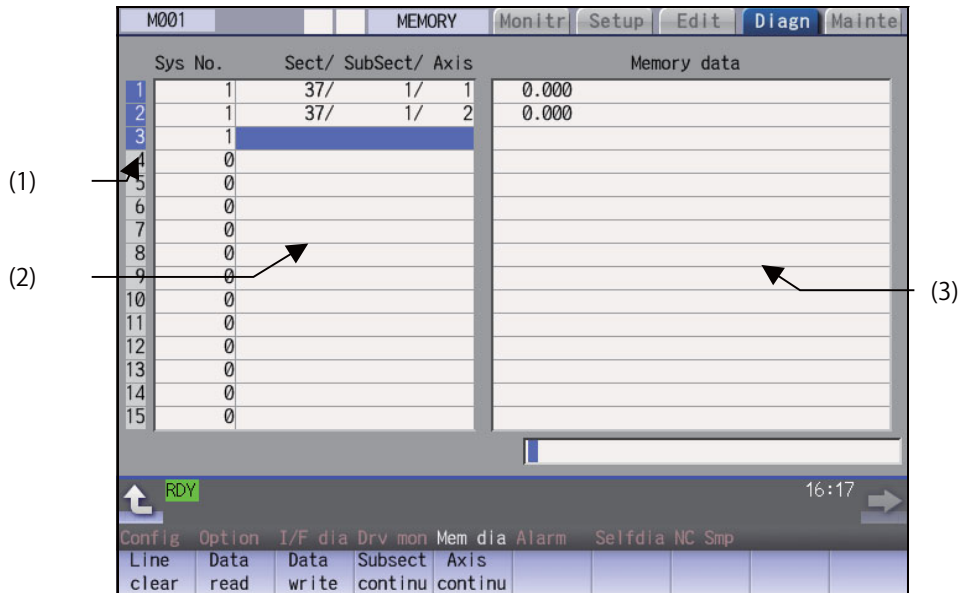 M001 MEMORY Monitr Setup Edit Diagn Mainte
Sys No. Sect/ SubSect/ Axis Memory data
1 1 37/ 1/ 1 0.000
2 1 37/ 1/ 2 0.000
3 1
4 0
(1)
5 0
6 0
7 0
8 0
(2)
9 0
(3)
10 0
11 0
12 0
13 0
14 0
15 0
RDY 16:17
Config Option I/F dia Drv mon Mem dia Alarm Selfdia NC Smp
Line Data Data Subsect Axis
clear read write continu continu